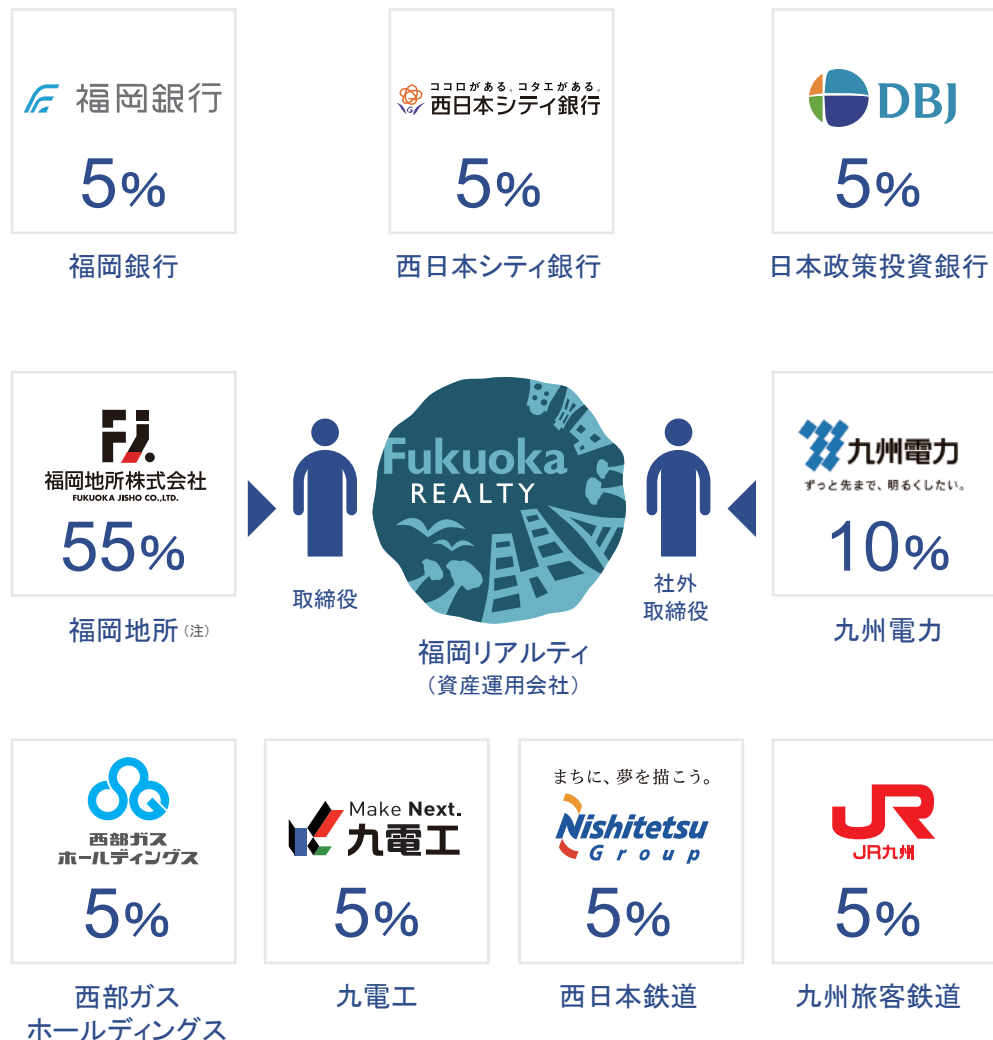 福岡銀行
5%
福岡銀行
ココロがある。コタエがある。
西日本シティ銀行
5%
西日本シティ銀行
DBJ
5%
日本政策投資銀行
FJ.
福岡地所株式会社
FUKUOKA JISHO CO.,LTD.
55%
福岡地所(注)
取締役
Fukuoka
REALTY
福岡リアルティ
(資産運用会社)
社外
取締役
九州電力
ずっと先まで、明るくしたい。
10%
九州電力
西部ガス
ホールディングス
5%
西部ガス
ホールディングス
Make Next.
九電工
5%
九電工
まちに、夢を描こう。
Nishitetsu
Group
5%
西日本鉄道
JR
JR九州
5%
九州旅客鉄道